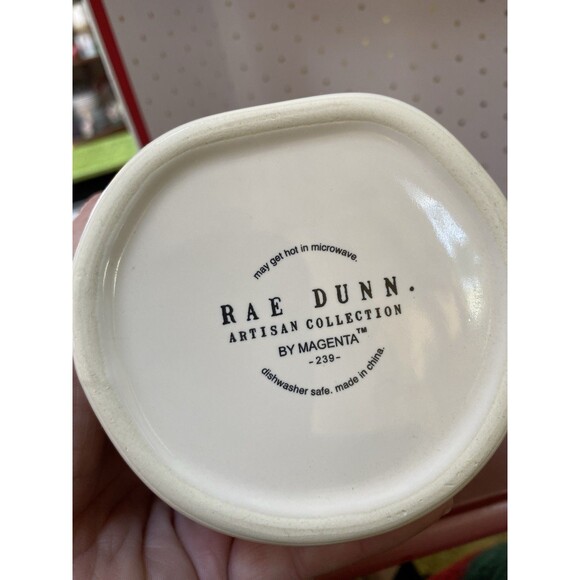 may get hot in microwave.
RAE DUNN.
ARTISAN COLLECTION
BY MAGENTA™
-239-
dishwasher safe. made in china.